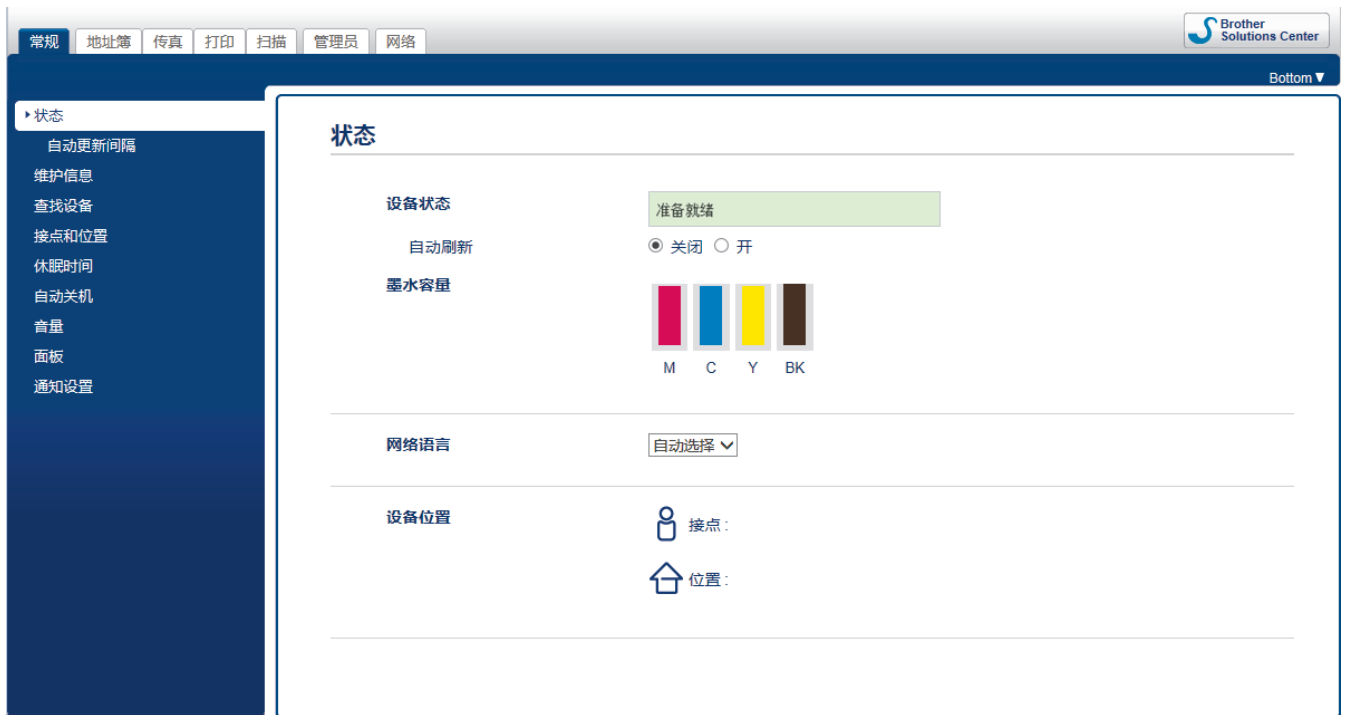 常规 地址簿 传真 打印 扫描 管理员 网络
Brother
Solutions Center
Bottom▼
状态
自动更新间隔
维护信息
查找设备
接点和位置
休眠时间
自动关机
音量
面板
通知设置
状态
设备状态 准备就绪
自动刷新 关闭 开
墨水容量
M C Y BK
网络语言 自动选择
设备位置 接点:
位置: